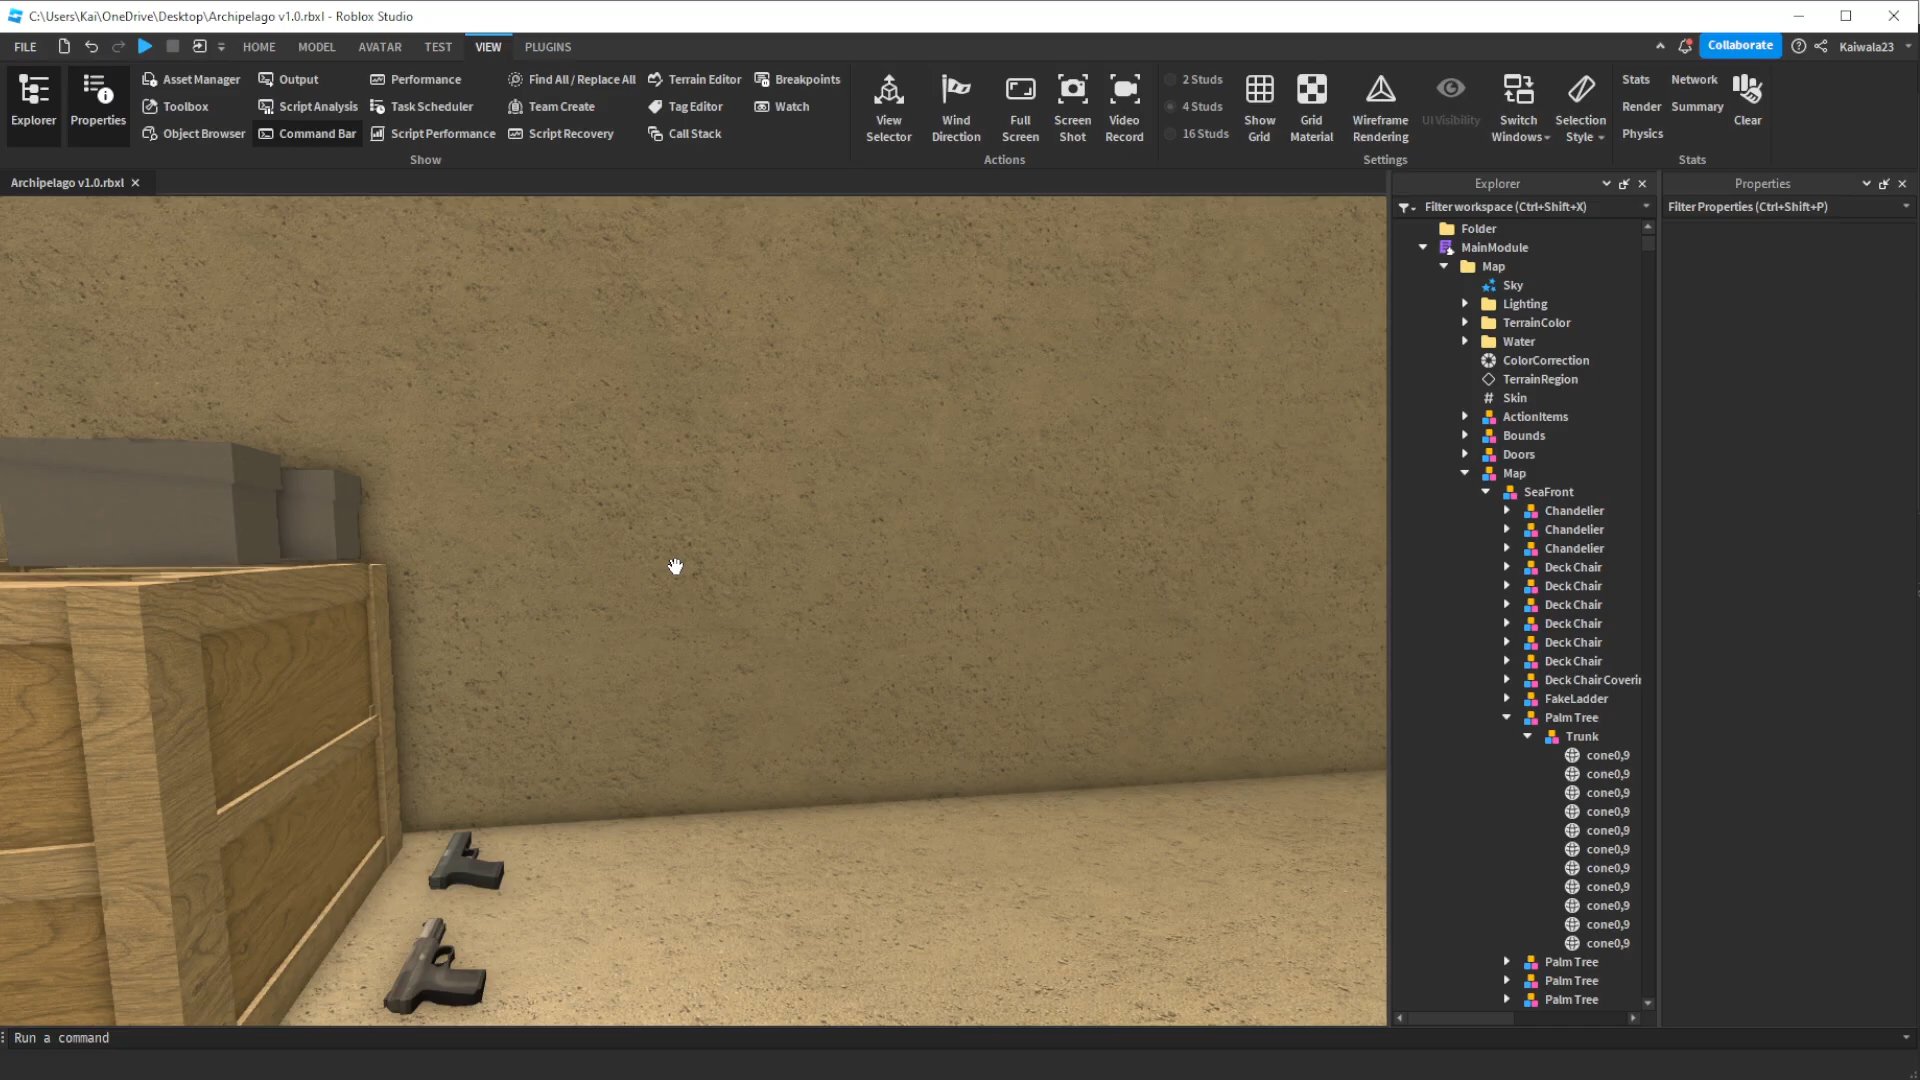 C:\Users\Kai\OneDrive\Desktop\Archipelago v1.0.rbxl - Roblox Studio
FILE HOME MODEL AVATAR TEST VIEW PLUGINS Collaborate Kaiwala23
Explorer
Properties
Asset Manager
Toolbox
Object Browser
Output
Script Analysis
Command Bar
Performance
Task Scheduler
Script Performance
Find All / Replace All
Team Create
Script Recovery
Terrain Editor
Tag Editor
Call Stack
Breakpoints
Watch
Show
View
Selector
Wind
Direction
Full
Screen
Screen
Shot
Video
Record
Actions
2 Studs
4 Studs
16 Studs
Show
Grid
Grid
Material
Wireframe
Rendering
UI Visibility
Switch
Windows
Selection
Style
Settings
Stats
Network
Render
Summary
Physics
Clear
Stats
Archipelago v1.0.rbxl
Explorer
Filter workspace (Ctrl+Shift+X)
Folder
MainModule
Map
Sky
Lighting
TerrainColor
Water
ColorCorrection
TerrainRegion
# Skin
ActionItems
Bounds
Doors
Map
SeaFront
Chandelier
Chandelier
Chandelier
Deck Chair
Deck Chair
Deck Chair
Deck Chair
Deck Chair
Deck Chair
Deck Chair Coverin
FakeLadder
Palm Tree
Trunk
cone0,9
cone0,9
cone0,9
cone0,9
cone0,9
cone0,9
cone0,9
cone0,9
cone0,9
cone0,9
cone0,9
Palm Tree
Palm Tree
Palm Tree
Properties
Filter Properties (Ctrl+Shift+P)
Run a command